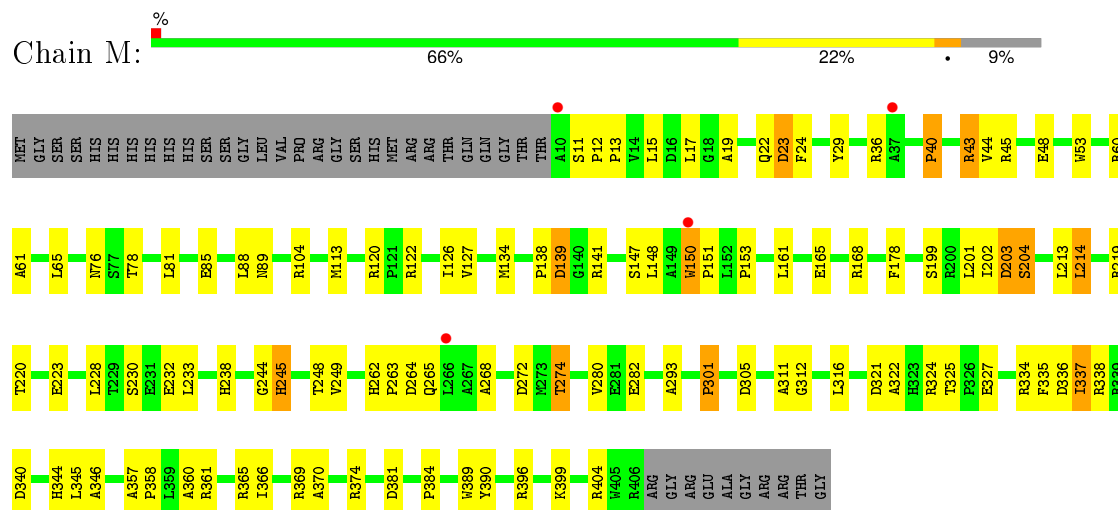 %
Chain M:
66% 22% • 9%
MET GLY SER SER HIS HIS HIS HIS HIS HIS SER SER GLY LEU VAL PRO ARG GLY SER HIS MET ARG ARG THR GLN GLN GLY THR THR A10 S11 P12 P13 V14 L15 D16 L17 G18 A19 Q22 D23 F24 Y29 R36 A37 P40 R43 V44 R45 E48 W53 R60
A61 L65 N76 S77 T78 L81 E85 L88 N89 R104 M113 R120 P121 R122 I126 V127 M134 P138 D139 G140 R141 S147 L148 A149 W150 P151 L152 P153 L161 E165 R168 F178 S199 R200 L201 I202 D203 S204 L213 L214 R219
T220 E223 L228 T229 S230 E231 E232 L233 H238 G244 H245 T248 V249 H262 P263 D264 Q265 L266 A267 A268 D272 M273 T274 V280 E281 E282 A293 P301 D305 A311 G312 L316 D321 A322 H323 R324 T325 P326 E327 R334 F335 D336 I337 R338 R339
D340 H344 L345 A346 A357 P358 L359 A360 R361 R365 I366 R369 A370 R374 D381 P384 W389 Y390 R396 K399 R404 W405 R406 ARG GLY ARG GLU ALA GLY ARG ARG THR GLY